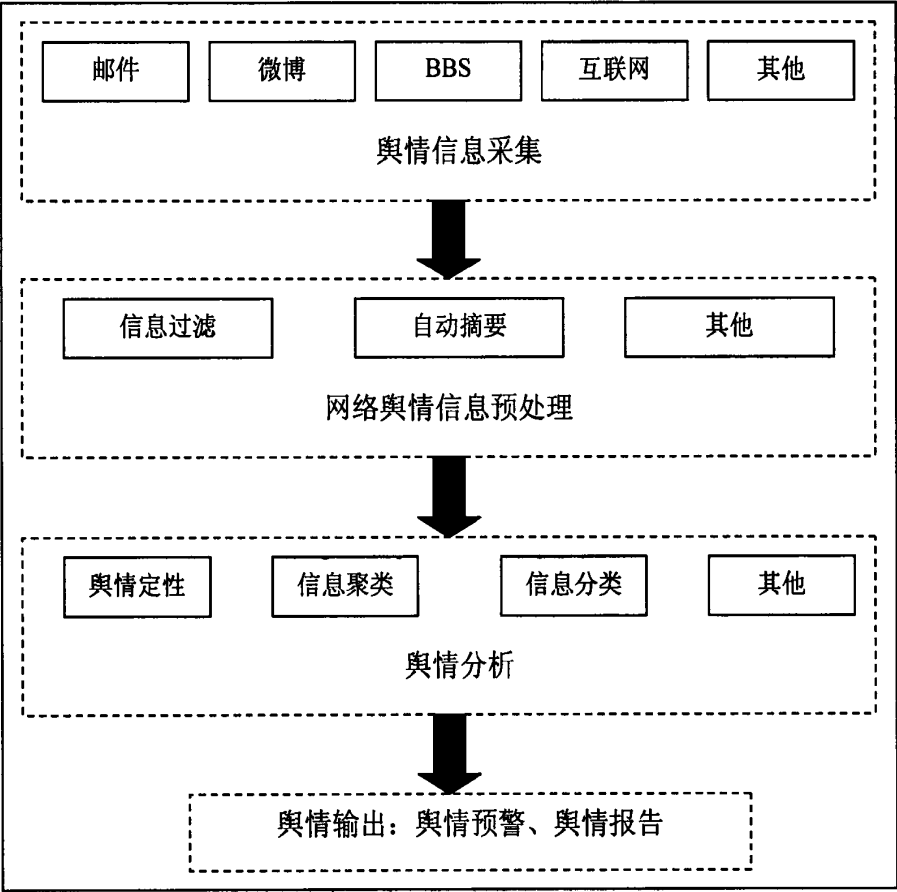 邮件 微博 BBS 互联网 其他
舆情信息采集
信息过滤 自动摘要 其他
网络舆情信息预处理
舆情定性 信息聚类 信息分类 其他
舆情分析
舆情输出：舆情预警、舆情报告